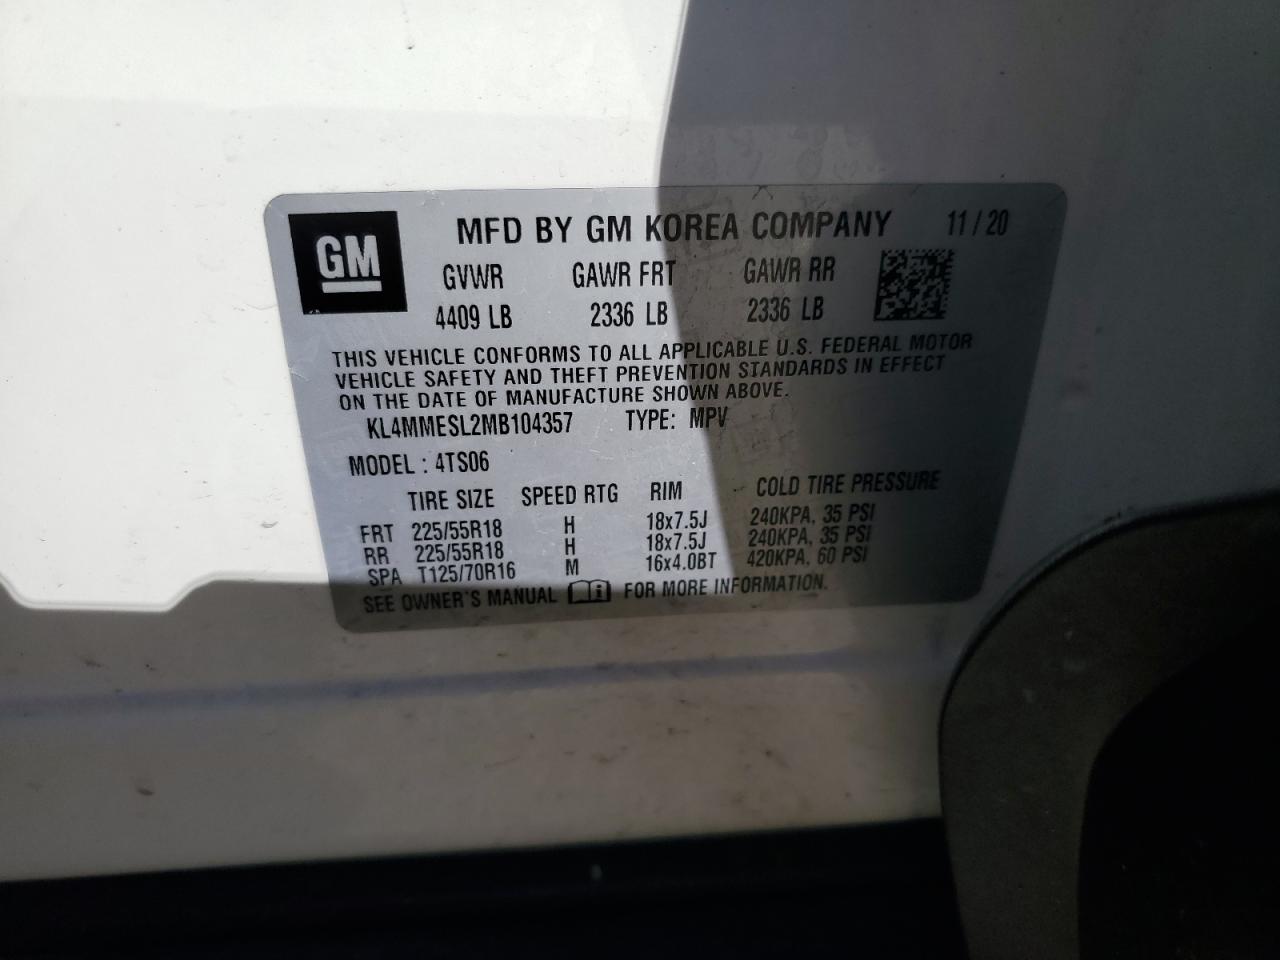 GM
MFD BY GM KOREA COMPANY 11/20
GVWR GAWR FRT GAWR RR
4409 LB 2336 LB 2336 LB
THIS VEHICLE CONFORMS TO ALL APPLICABLE U.S. FEDERAL MOTOR
VEHICLE SAFETY AND THEFT PREVENTION STANDARDS IN EFFECT
ON THE DATE OF MANUFACTURE SHOWN ABOVE.
KL4MMESL2MB104357 TYPE: MPV
MODEL : 4TS06
TIRE SIZE SPEED RTG RIM COLD TIRE PRESSURE
FRT 225/55R18 H 18x7.5J 240KPA, 35 PSI
RR 225/55R18 H 18x7.5J 240KPA, 35 PSI
SPA T125/70R16 M 16x4.0BT 420KPA, 60 PSI
SEE OWNER'S MANUAL FOR MORE INFORMATION.